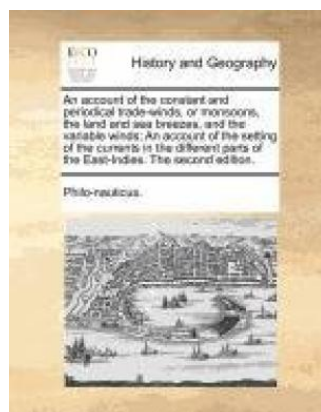 ECCO
History and Geography
An account of the constant and
periodical trade-winds, or monsoons,
the land and sea breezes, and the
variable winds; An account of the setting
of the currents in the different parts of
the East-Indies. The second edition.
Philo-nauticus.